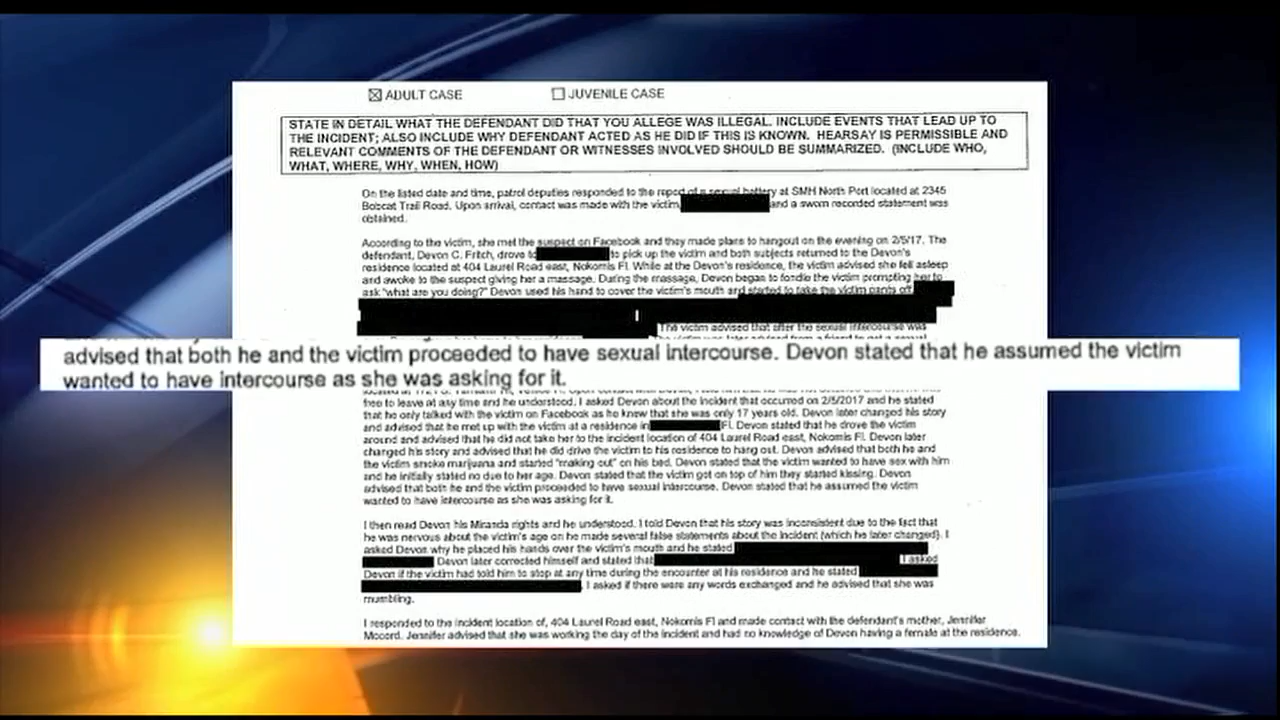 ADULT CASE
JUVENILE CASE
STATE IN DETAIL WHAT THE DEFENDANT DID THAT YOU ALLEGE WAS ILLEGAL. INCLUDE EVENTS THAT LEAD UP TO
THE INCIDENT; ALSO INCLUDE WHY DEFENDANT ACTED AS HE DID IF THIS IS KNOWN. HEARSAY IS PERMISSIBLE AND
RELEVANT COMMENTS OF THE DEFENDANT OR WITNESSES INVOLVED SHOULD BE SUMMARIZED. (INCLUDE WHO,
WHAT, WHERE, WHY, WHEN, HOW)
On the listed date and time, patrol deputies responded to the report of a sexual battery at SMH North Port located at 2345
Bobcat Trail Road. Upon arrival, contact was made with the victim, and a sworn recorded statement was
obtained.
According to the victim, she met the suspect on Facebook and they made plans to hangout on the evening on 2/5/17. The
defendant, Devon C. Fritch, drove to to pick up the victim and both subjects returned to the Devon's
residence located at 404 Laurel Road east, Nokomis Fl. While at the Devon's residence, the victim advised she fell asleep
and awoke to the suspect giving her a massage. During the massage, Devon began to fondle the victim prompting her to
ask "what are you doing?" Devon used his hand to cover the victim's mouth and started to take the victim pants off
The victim advised that after the sexual intercourse was
advised that both he and the victim proceeded to have sexual intercourse. Devon stated that he assumed the victim
wanted to have intercourse as she was asking for it.
free to leave at any time and he understood. I asked Devon about the incident that occurred on 2/5/2017 and he stated
that he only talked with the victim on Facebook as he knew that she was only 17 years old. Devon later changed his story
and advised that he met up with the victim at a residence in Fl. Devon stated that he drove the victim
around and advised that he did not take her to the incident location of 404 Laurel Road east, Nokomis Fl. Devon later
changed his story and advised that he did drive the victim to his residence to hang out. Devon advised that both he and
the victim smoke marijuana and started "making out" on his bed. Devon stated that the victim wanted to have sex with him
and he initially stated no due to her age. Devon stated that the victim got on top of him they started kissing. Devon
advised that both he and the victim proceeded to have sexual intercourse. Devon stated that he assumed the victim
wanted to have intercourse as she was asking for it.
I then read Devon his Miranda rights and he understood. I told Devon that his story was inconsistent due to the fact that
he was nervous about the victim's age on he made several false statements about the incident (which he later changed). I
asked Devon why he placed his hands over the victim's mouth and he stated
Devon later corrected himself and stated that I asked
Devon if the victim had told him to stop at any time during the encounter at his residence and he stated
I asked if there were any words exchanged and he advised that she was
mumbling.
I responded to the incident location of, 404 Laurel Road east, Nokomis Fl and made contact with the defendant's mother, Jennifer
Mccord. Jennifer advised that she was working the day of the incident and had no knowledge of Devon having a female at the residence.